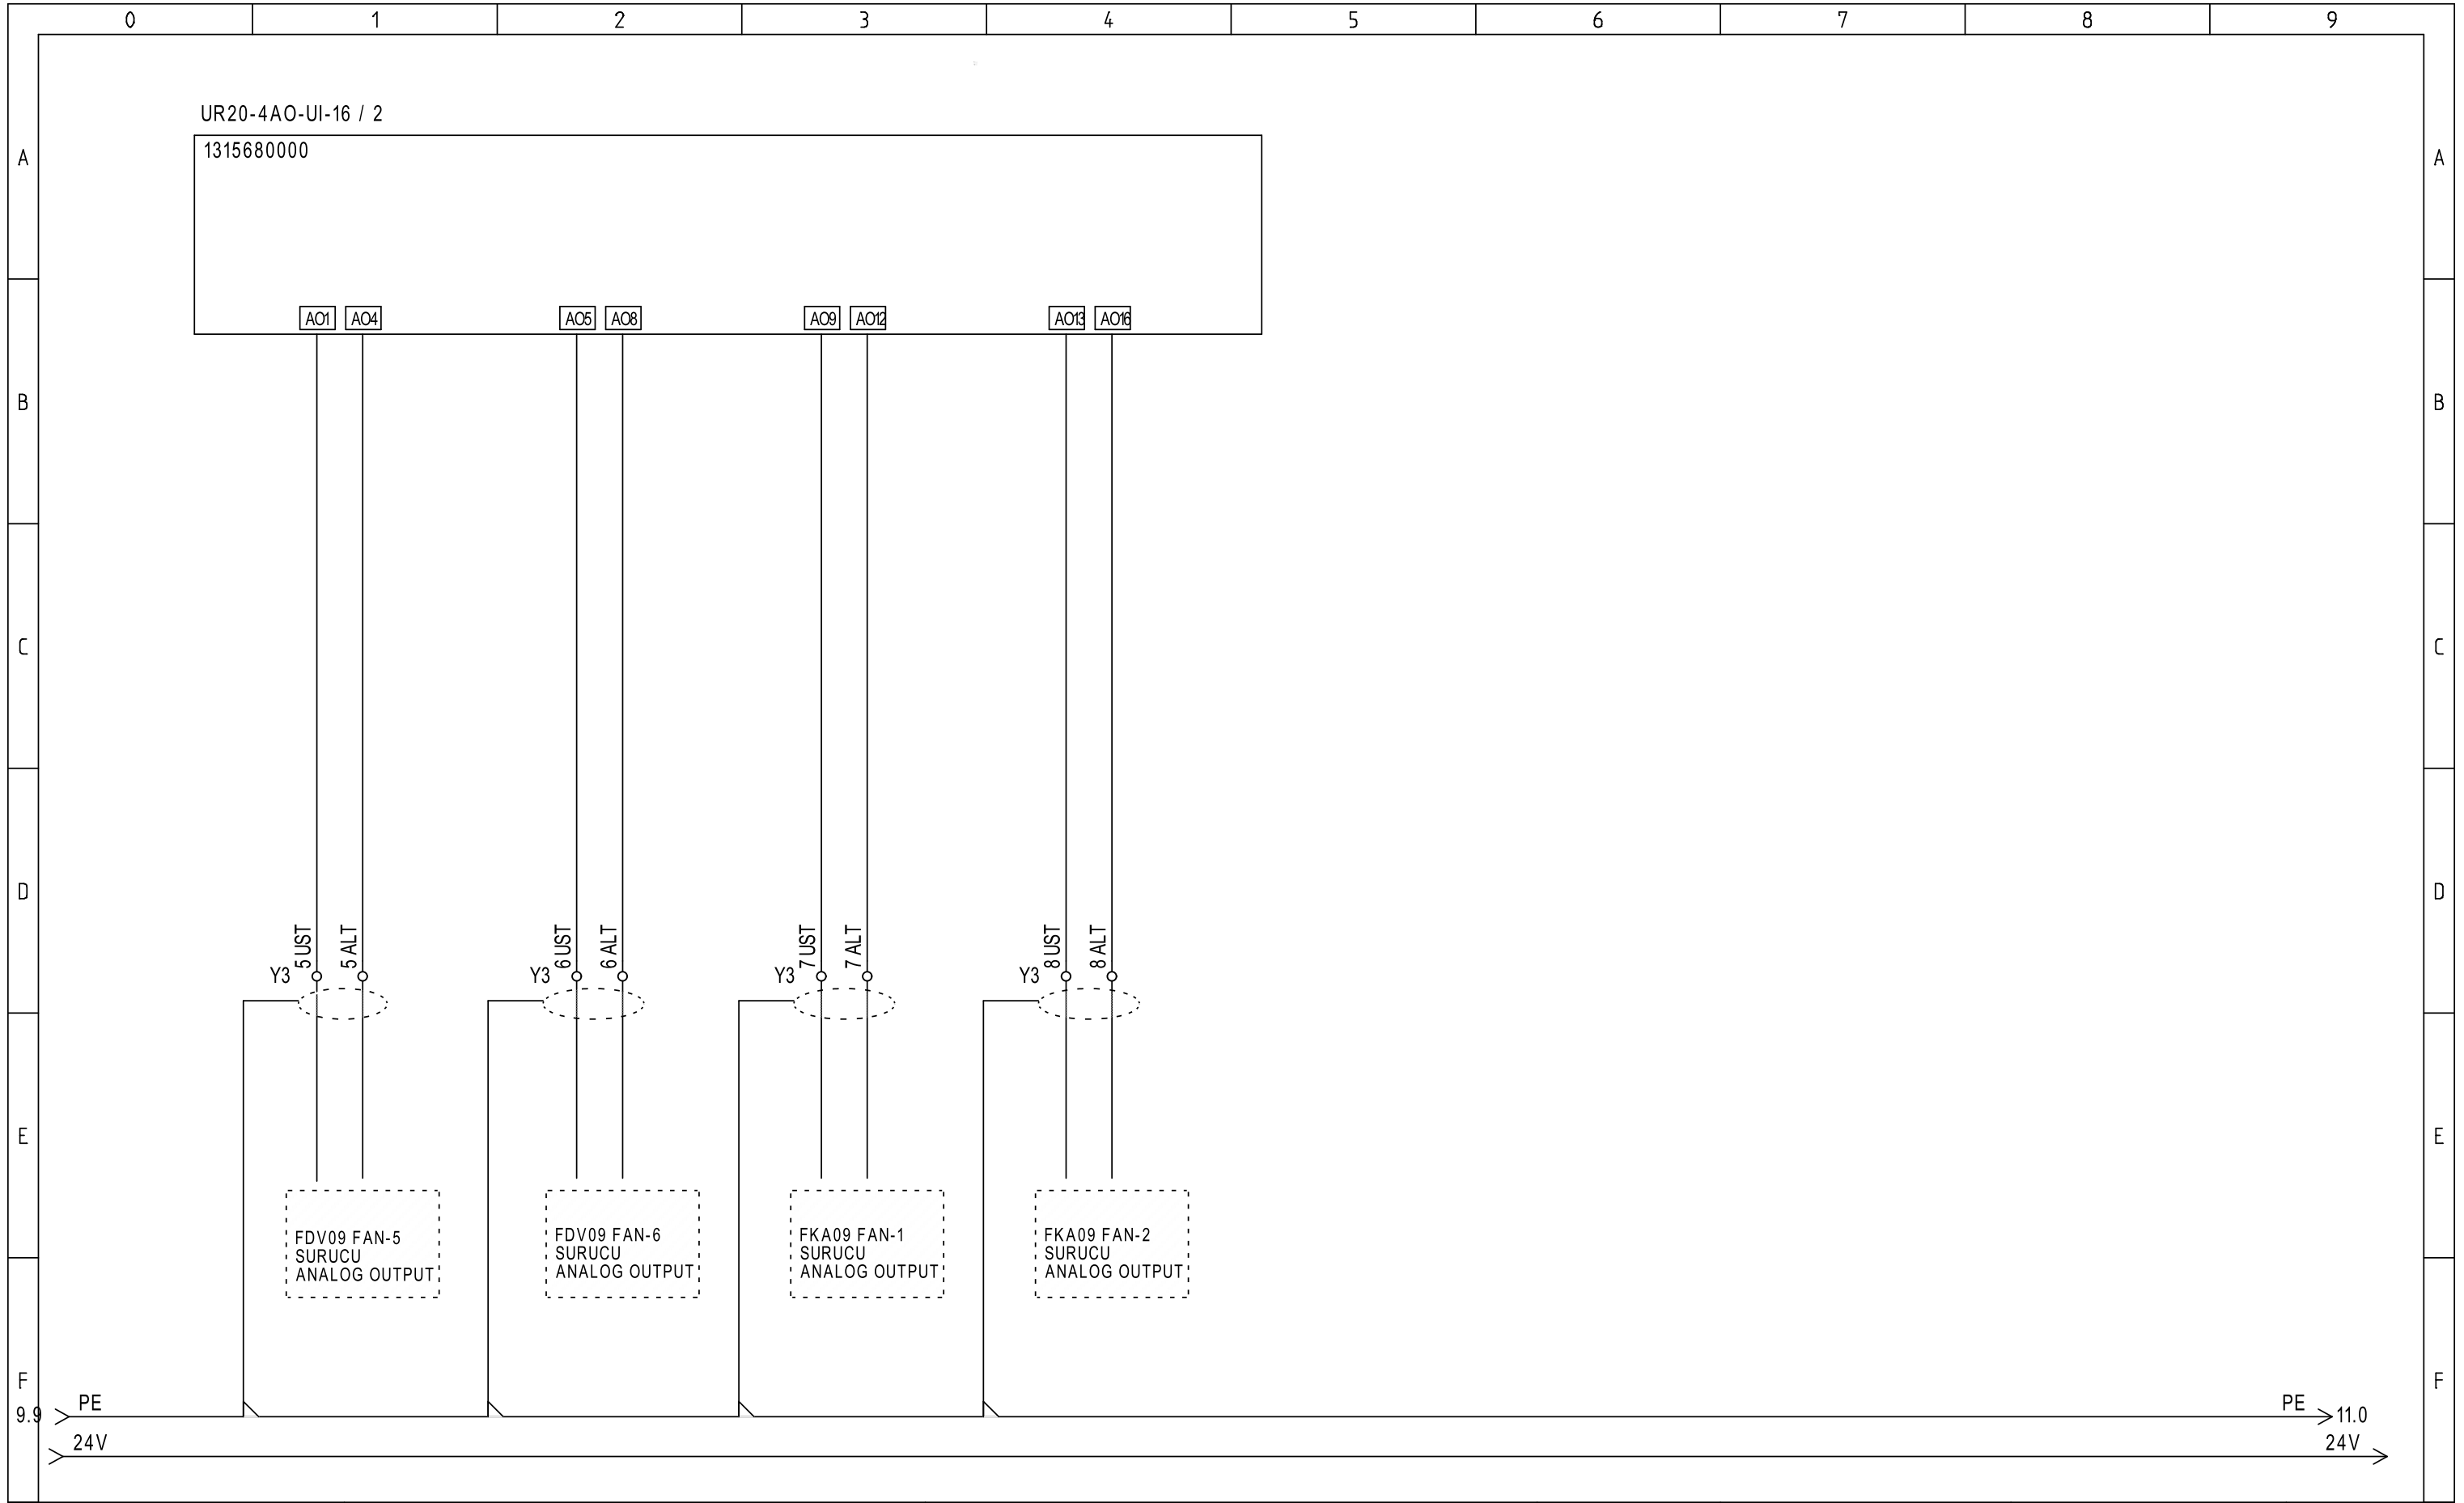 0 1 2 3 4 5 6 7 8 9
UR20-4AO-UI-16 / 2
1315680000
A A
AO1 AO4 AO5 AO8 AO9 AO12 AO13 AO16
B B
C C
D D
5 UST 5 ALT 6 UST 6 ALT 7 UST 7 ALT 8 UST 8 ALT
Y3 Y3 Y3 Y3
E E
FDV09 FAN-5
SURUCU
ANALOG OUTPUT
FDV09 FAN-6
SURUCU
ANALOG OUTPUT
FKA09 FAN-1
SURUCU
ANALOG OUTPUT
FKA09 FAN-2
SURUCU
ANALOG OUTPUT
F F
PE PE
9.9 11.0
24V 24V